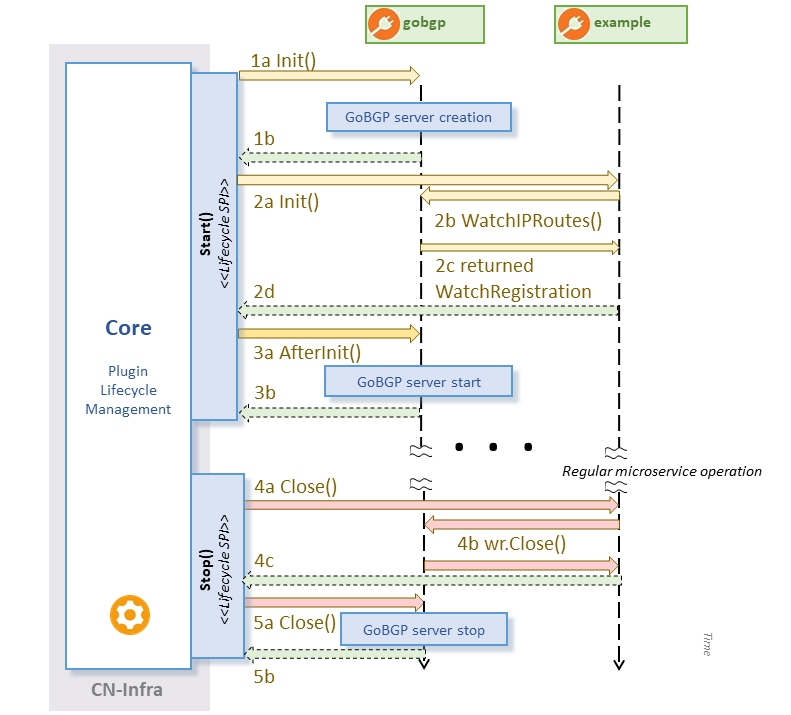 gobgp
example
1a Init()
GoBGP server creation
1b
2a Init()
2b WatchIPRoutes()
2c returned
WatchRegistration
2d
Start()
<<Lifecycle SPI>>
Core
Plugin
Lifecycle
Management
3a AfterInit()
GoBGP server start
3b
. . .
Regular microservice operation
4a Close()
4b wr.Close()
4c
Stop()
<<Lifecycle SPI>>
5a Close()
GoBGP server stop
5b
Time
CN-Infra